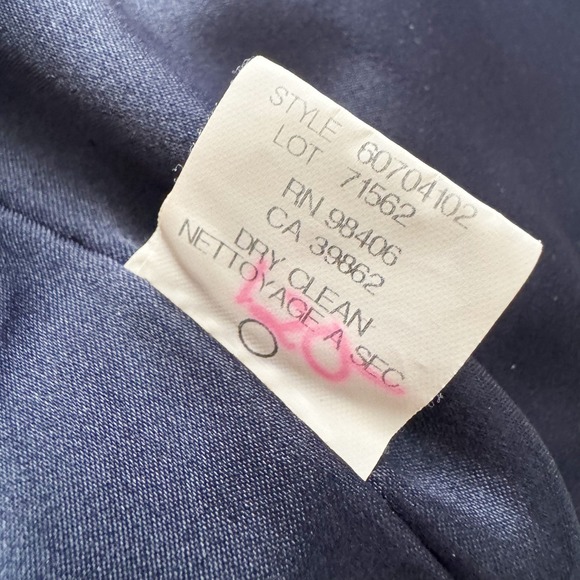 STYLE 60704102
LOT 71562
RN 98406
CA 39862
DRY CLEAN
NETTOYAGE A SEC